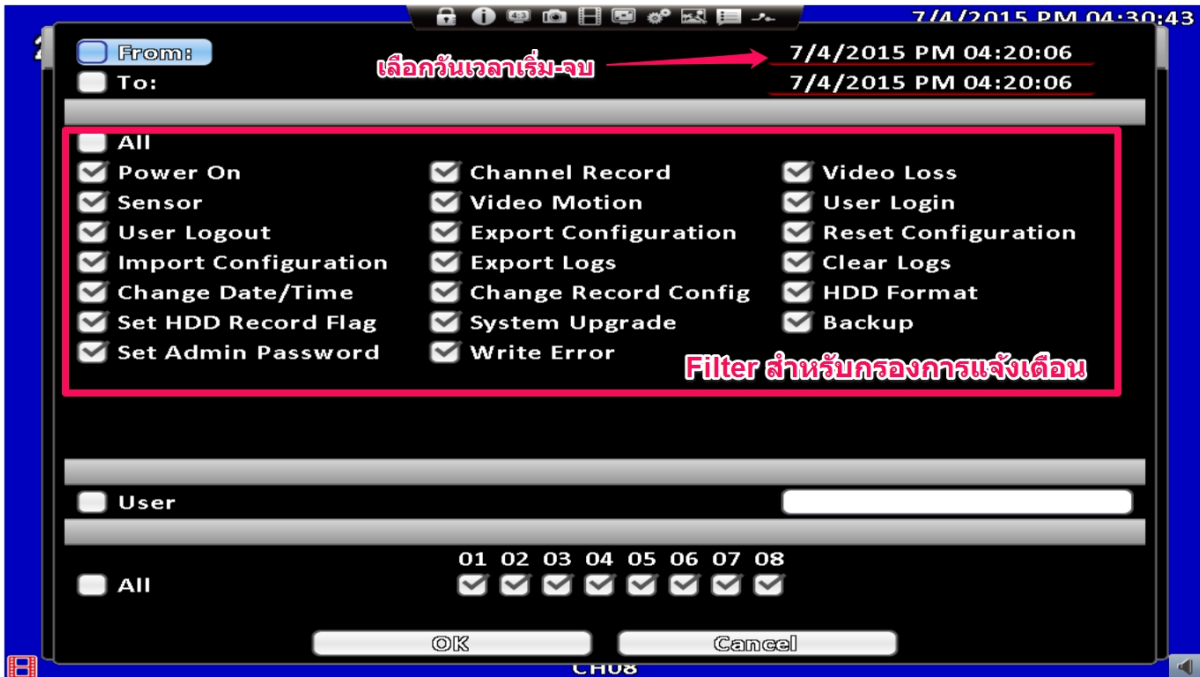 7/4/2015 PM 04:30:43
From: 7/4/2015 PM 04:20:06
เลือกวันเวลาเริ่ม-จบ
To: 7/4/2015 PM 04:20:06
All
Power On Channel Record Video Loss
Sensor Video Motion User Login
User Logout Export Configuration Reset Configuration
Import Configuration Export Logs Clear Logs
Change Date/Time Change Record Config HDD Format
Set HDD Record Flag System Upgrade Backup
Set Admin Password Write Error
Filter สำหรับกรองการแจ้งเตือน
User
01 02 03 04 05 06 07 08
All
OK Cancel
CH08